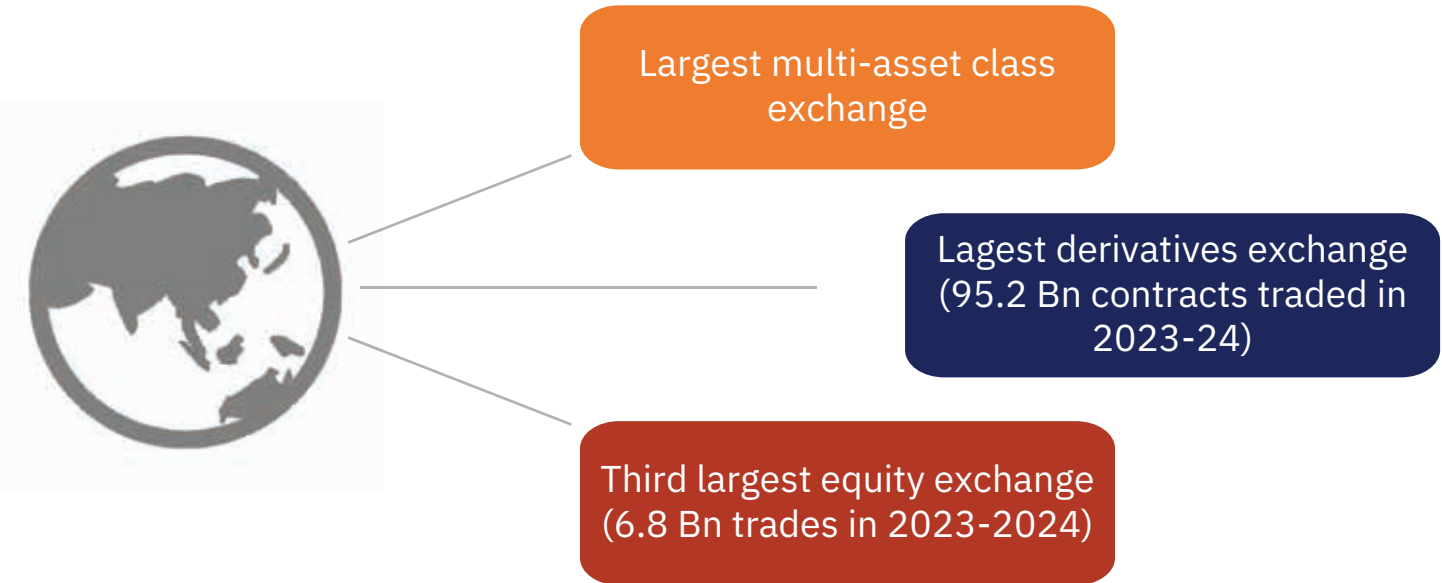 Largest multi-asset class
exchange
Lagest derivatives exchange
(95.2 Bn contracts traded in
2023-24)
Third largest equity exchange
(6.8 Bn trades in 2023-2024)